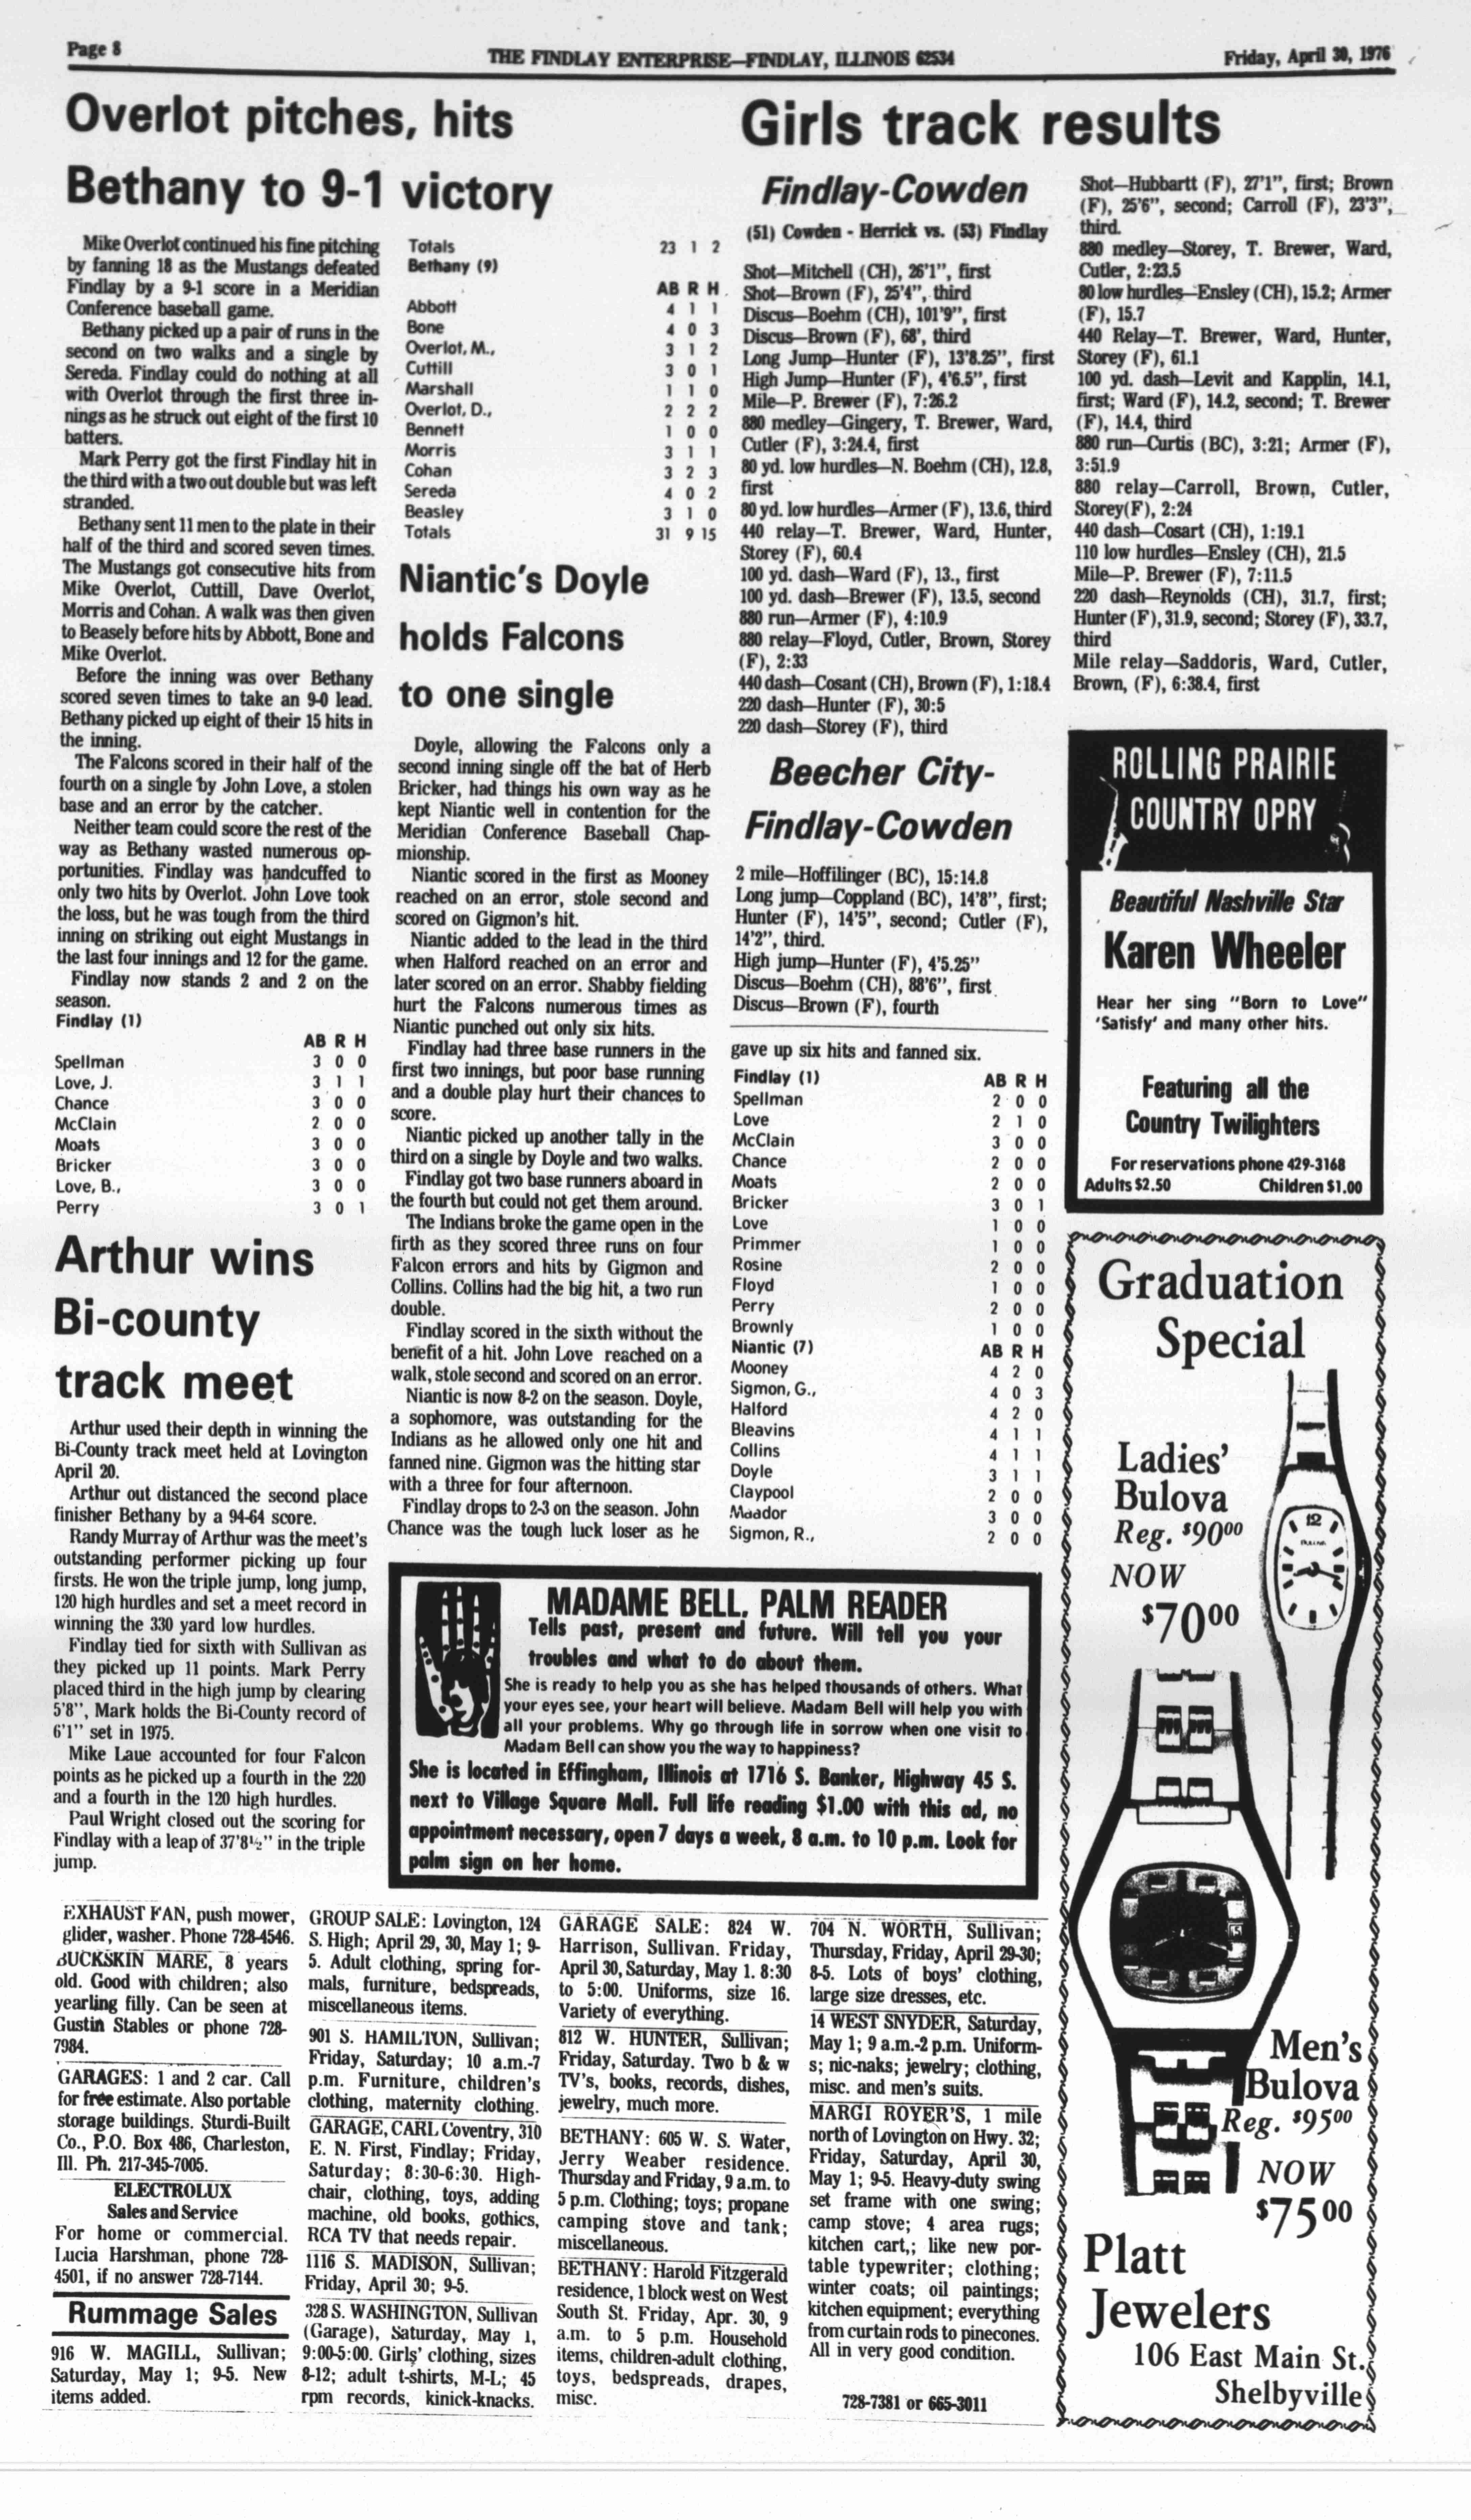 Page 8
THE FINDLAY ENTERPRISE—FINDLAY, ILLINOIS 62534
Friday, April 30, 1976
Overlot pitches, hits
Bethany to 9-1 victory
Mike Overlot continued his fine pitching
by fanning 18 as the Mustangs defeated
Findlay by a 9-1 score in a Meridian
Conference baseball game.
Bethany picked up a pair of runs in the
second on two walks and a single by
Sereda. Findlay could do nothing at all
with Overlot through the first three in-
nings as he struck out eight of the first 10
batters.
Mark Perry got the first Findlay hit in
the third with a two out double but was left
stranded.
Bethany sent 11 men to the plate in their
half of the third and scored seven times.
The Mustangs got consecutive hits from
Mike Overlot, Cuttill, Dave Overlot,
Morris and Cohan. A walk was then given
to Beasely before hits by Abbott, Bone and
Mike Overlot.
Before the inning was over Bethany
scored seven times to take an 9-0 lead.
Bethany picked up eight of their 15 hits in
the inning.
The Falcons scored in their half of the
fourth on a single by John Love, a stolen
base and an error by the catcher.
Neither team could score the rest of the
way as Bethany wasted numerous op-
portunities. Findlay was handcuffed to
only two hits by Overlot. John Love took
the loss, but he was tough from the third
inning on striking out eight Mustangs in
the last four innings and 12 for the game.
Findlay now stands 2 and 2 on the
season.
Findlay (1)
AB R H
Spellman 3 0 0
Love, J. 3 1 1
Chance 3 0 0
McClain 2 0 0
Moats 3 0 0
Bricker 3 0 0
Love, B., 3 0 0
Perry 3 0 1
Totals 23 1 2
Bethany (9)
AB R H
Abbott 4 1 1
Bone 4 0 3
Overlot, M., 3 1 2
Cuttill 3 0 1
Marshall 1 1 0
Overlot, D., 2 2 2
Bennett 1 0 0
Morris 3 1 1
Cohan 3 2 3
Sereda 4 0 2
Beasley 3 1 0
Totals 31 9 15
Arthur wins
Bi-county
track meet
Arthur used their depth in winning the
Bi-County track meet held at Lovington
April 20.
Arthur out distanced the second place
finisher Bethany by a 94-64 score.
Randy Murray of Arthur was the meet's
outstanding performer picking up four
firsts. He won the triple jump, long jump,
120 high hurdles and set a meet record in
winning the 330 yard low hurdles.
Findlay tied for sixth with Sullivan as
they picked up 11 points. Mark Perry
placed third in the high jump by clearing
5'8", Mark holds the Bi-County record of
6'1" set in 1975.
Mike Laue accounted for four Falcon
points as he picked up a fourth in the 220
and a fourth in the 120 high hurdles.
Paul Wright closed out the scoring for
Findlay with a leap of 37'8½" in the triple
jump.
Niantic's Doyle
holds Falcons
to one single
Doyle, allowing the Falcons only a
second inning single off the bat of Herb
Bricker, had things his own way as he
kept Niantic well in contention for the
Meridian Conference Baseball Chap-
mionship.
Niantic scored in the first as Mooney
reached on an error, stole second and
scored on Gigmon's hit.
Niantic added to the lead in the third
when Halford reached on an error and
later scored on an error. Shabby fielding
hurt the Falcons numerous times as
Niantic punched out only six hits.
Findlay had three base runners in the
first two innings, but poor base running
and a double play hurt their chances to
score.
Niantic picked up another tally in the
third on a single by Doyle and two walks.
Findlay got two base runners aboard in
the fourth but could not get them around.
The Indians broke the game open in the
firth as they scored three runs on four
Falcon errors and hits by Gigmon and
Collins. Collins had the big hit, a two run
double.
Findlay scored in the sixth without the
benefit of a hit. John Love reached on a
walk, stole second and scored on an error.
Niantic is now 8-2 on the season. Doyle,
a sophomore, was outstanding for the
Indians as he allowed only one hit and
fanned nine. Gigmon was the hitting star
with a three for four afternoon.
Findlay drops to 2-3 on the season. John
Chance was the tough luck loser as he
gave up six hits and fanned six.
Findlay (1) AB R H
Spellman 2 0 0
Love 2 1 0
McClain 3 0 0
Chance 2 0 0
Moats 2 0 0
Bricker 3 0 1
Love 1 0 0
Primmer 1 0 0
Rosine 2 0 0
Floyd 1 0 0
Perry 2 0 0
Brownly 1 0 0
Niantic (7) AB R H
Mooney 4 2 0
Sigmon, G., 4 0 3
Halford 4 2 0
Bleavins 4 1 1
Collins 4 1 1
Doyle 3 1 1
Claypool 2 0 0
Maador 3 0 0
Sigmon, R., 2 0 0
Girls track results
Findlay-Cowden
(51) Cowden - Herrick vs. (53) Findlay
Shot—Mitchell (CH), 26'1", first
Shot—Brown (F), 25'4", third
Discus—Boehm (CH), 101'9", first
Discus—Brown (F), 68', third
Long Jump—Hunter (F), 13'8.25", first
High Jump—Hunter (F), 4'6.5", first
Mile—P. Brewer (F), 7:26.2
880 medley—Gingery, T. Brewer, Ward,
Cutler (F), 3:24.4, first
80 yd. low hurdles—N. Boehm (CH), 12.8,
first
80 yd. low hurdles—Armer (F), 13.6, third
440 relay—T. Brewer, Ward, Hunter,
Storey (F), 60.4
100 yd. dash—Ward (F), 13., first
100 yd. dash—Brewer (F), 13.5, second
880 run—Armer (F), 4:10.9
880 relay—Floyd, Cutler, Brown, Storey
(F), 2:33
440 dash—Cosant (CH), Brown (F), 1:18.4
220 dash—Hunter (F), 30:5
220 dash—Storey (F), third
Beecher City-
Findlay-Cowden
2 mile—Hoffilinger (BC), 15:14.8
Long jump—Coppland (BC), 14'8", first;
Hunter (F), 14'5", second; Cutler (F),
14'2", third.
High jump—Hunter (F), 4'5.25"
Discus—Boehm (CH), 88'6", first
Discus—Brown (F), fourth
Shot—Hubbartt (F), 27'1", first; Brown
(F), 25'6", second; Carroll (F), 23'3",
third.
880 medley—Storey, T. Brewer, Ward,
Cutler, 2:23.5
80 low hurdles—Ensley (CH), 15.2; Armer
(F), 15.7
440 Relay—T. Brewer, Ward, Hunter,
Storey (F), 61.1
100 yd. dash—Levit and Kapplin, 14.1,
first; Ward (F), 14.2, second; T. Brewer
(F), 14.4, third
880 run—Curtis (BC), 3:21; Armer (F),
3:51.9
880 relay—Carroll, Brown, Cutler,
Storey(F), 2:24
440 dash—Cosart (CH), 1:19.1
110 low hurdles—Ensley (CH), 21.5
Mile—P. Brewer (F), 7:11.5
220 dash—Reynolds (CH), 31.7, first;
Hunter (F), 31.9, second; Storey (F), 33.7,
third
Mile relay—Saddoris, Ward, Cutler,
Brown, (F), 6:38.4, first
ROLLING PRAIRIE
COUNTRY OPRY
Beautiful Nashville Star
Karen Wheeler
Hear her sing "Born to Love"
'Satisfy' and many other hits.
Featuring all the
Country Twilighters
For reservations phone 429-3168
Adults $2.50 Children $1.00
Graduation
Special
Ladies'
Bulova
Reg. $90⁰⁰
NOW
$70⁰⁰
12
BULOVA
Men's
Bulova
Reg. $95⁰⁰
NOW
$75⁰⁰
Platt
Jewelers
106 East Main St.
Shelbyville
MADAME BELL, PALM READER
Tells past, present and future. Will tell you your
troubles and what to do about them.
She is ready to help you as she has helped thousands of others. What
your eyes see, your heart will believe. Madam Bell will help you with
all your problems. Why go through life in sorrow when one visit to
Madam Bell can show you the way to happiness?
She is located in Effingham, Illinois at 1716 S. Banker, Highway 45 S.
next to Village Square Mall. Full life reading $1.00 with this ad, no
appointment necessary, open 7 days a week, 8 a.m. to 10 p.m. Look for
palm sign on her home.
EXHAUST FAN, push mower,
glider, washer. Phone 728-4546.
BUCKSKIN MARE, 8 years
old. Good with children; also
yearling filly. Can be seen at
Gustin Stables or phone 728-
7984.
GARAGES: 1 and 2 car. Call
for free estimate. Also portable
storage buildings. Sturdi-Built
Co., P.O. Box 486, Charleston,
Ill. Ph. 217-345-7005.
ELECTROLUX
Sales and Service
For home or commercial.
Lucia Harshman, phone 728-
4501, if no answer 728-7144.
Rummage Sales
916 W. MAGILL, Sullivan;
Saturday, May 1; 9-5. New
items added.
GROUP SALE: Lovington, 124
S. High; April 29, 30, May 1; 9-
5. Adult clothing, spring for-
mals, furniture, bedspreads,
miscellaneous items.
901 S. HAMILTON, Sullivan;
Friday, Saturday; 10 a.m.-7
p.m. Furniture, children's
clothing, maternity clothing.
GARAGE, CARL Coventry, 310
E. N. First, Findlay; Friday,
Saturday; 8:30-6:30. High-
chair, clothing, toys, adding
machine, old books, gothics,
RCA TV that needs repair.
1116 S. MADISON, Sullivan;
Friday, April 30; 9-5.
328 S. WASHINGTON, Sullivan
(Garage), Saturday, May 1,
9:00-5:00. Girls' clothing, sizes
8-12; adult t-shirts, M-L; 45
rpm records, kinick-knacks.
GARAGE SALE: 824 W.
Harrison, Sullivan. Friday,
April 30, Saturday, May 1. 8:30
to 5:00. Uniforms, size 16.
Variety of everything.
812 W. HUNTER, Sullivan;
Friday, Saturday. Two b & w
TV's, books, records, dishes,
jewelry, much more.
BETHANY: 605 W. S. Water,
Jerry Weaber residence.
Thursday and Friday, 9 a.m. to
5 p.m. Clothing; toys; propane
camping stove and tank;
miscellaneous.
BETHANY: Harold Fitzgerald
residence, 1 block west on West
South St. Friday, Apr. 30, 9
a.m. to 5 p.m. Household
items, children-adult clothing,
toys, bedspreads, drapes,
misc.
704 N. WORTH, Sullivan;
Thursday, Friday, April 29-30;
8-5. Lots of boys' clothing,
large size dresses, etc.
14 WEST SNYDER, Saturday,
May 1; 9 a.m.-2 p.m. Uniform-
s; nic-naks; jewelry; clothing,
misc. and men's suits.
MARGI ROYER'S, 1 mile
north of Lovington on Hwy. 32;
Friday, Saturday, April 30,
May 1; 9-5. Heavy-duty swing
set frame with one swing;
camp stove; 4 area rugs;
kitchen cart,; like new por-
table typewriter; clothing;
winter coats; oil paintings;
kitchen equipment; everything
from curtain rods to pinecones.
All in very good condition.
728-7381 or 665-3011